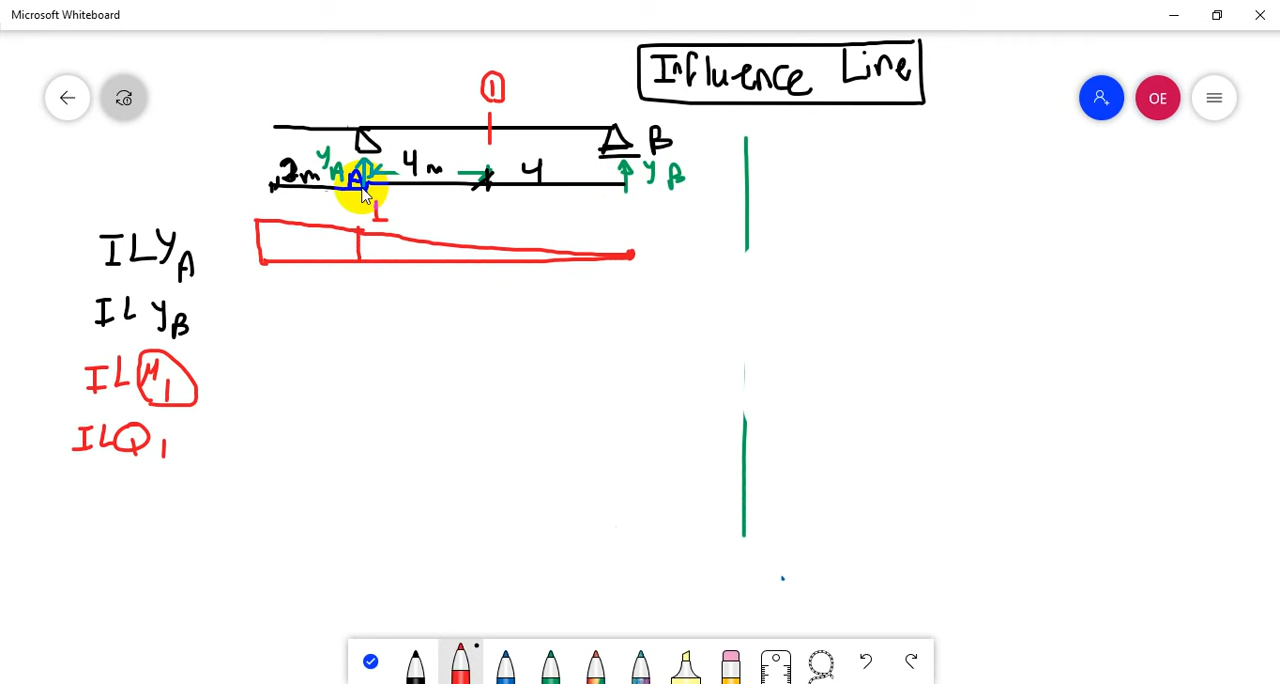 Microsoft Whiteboard
Influence Line
OE
1
B
2m YA 4m 4 YB
A
1
ILYA
ILYB
ILM1
ILQ1